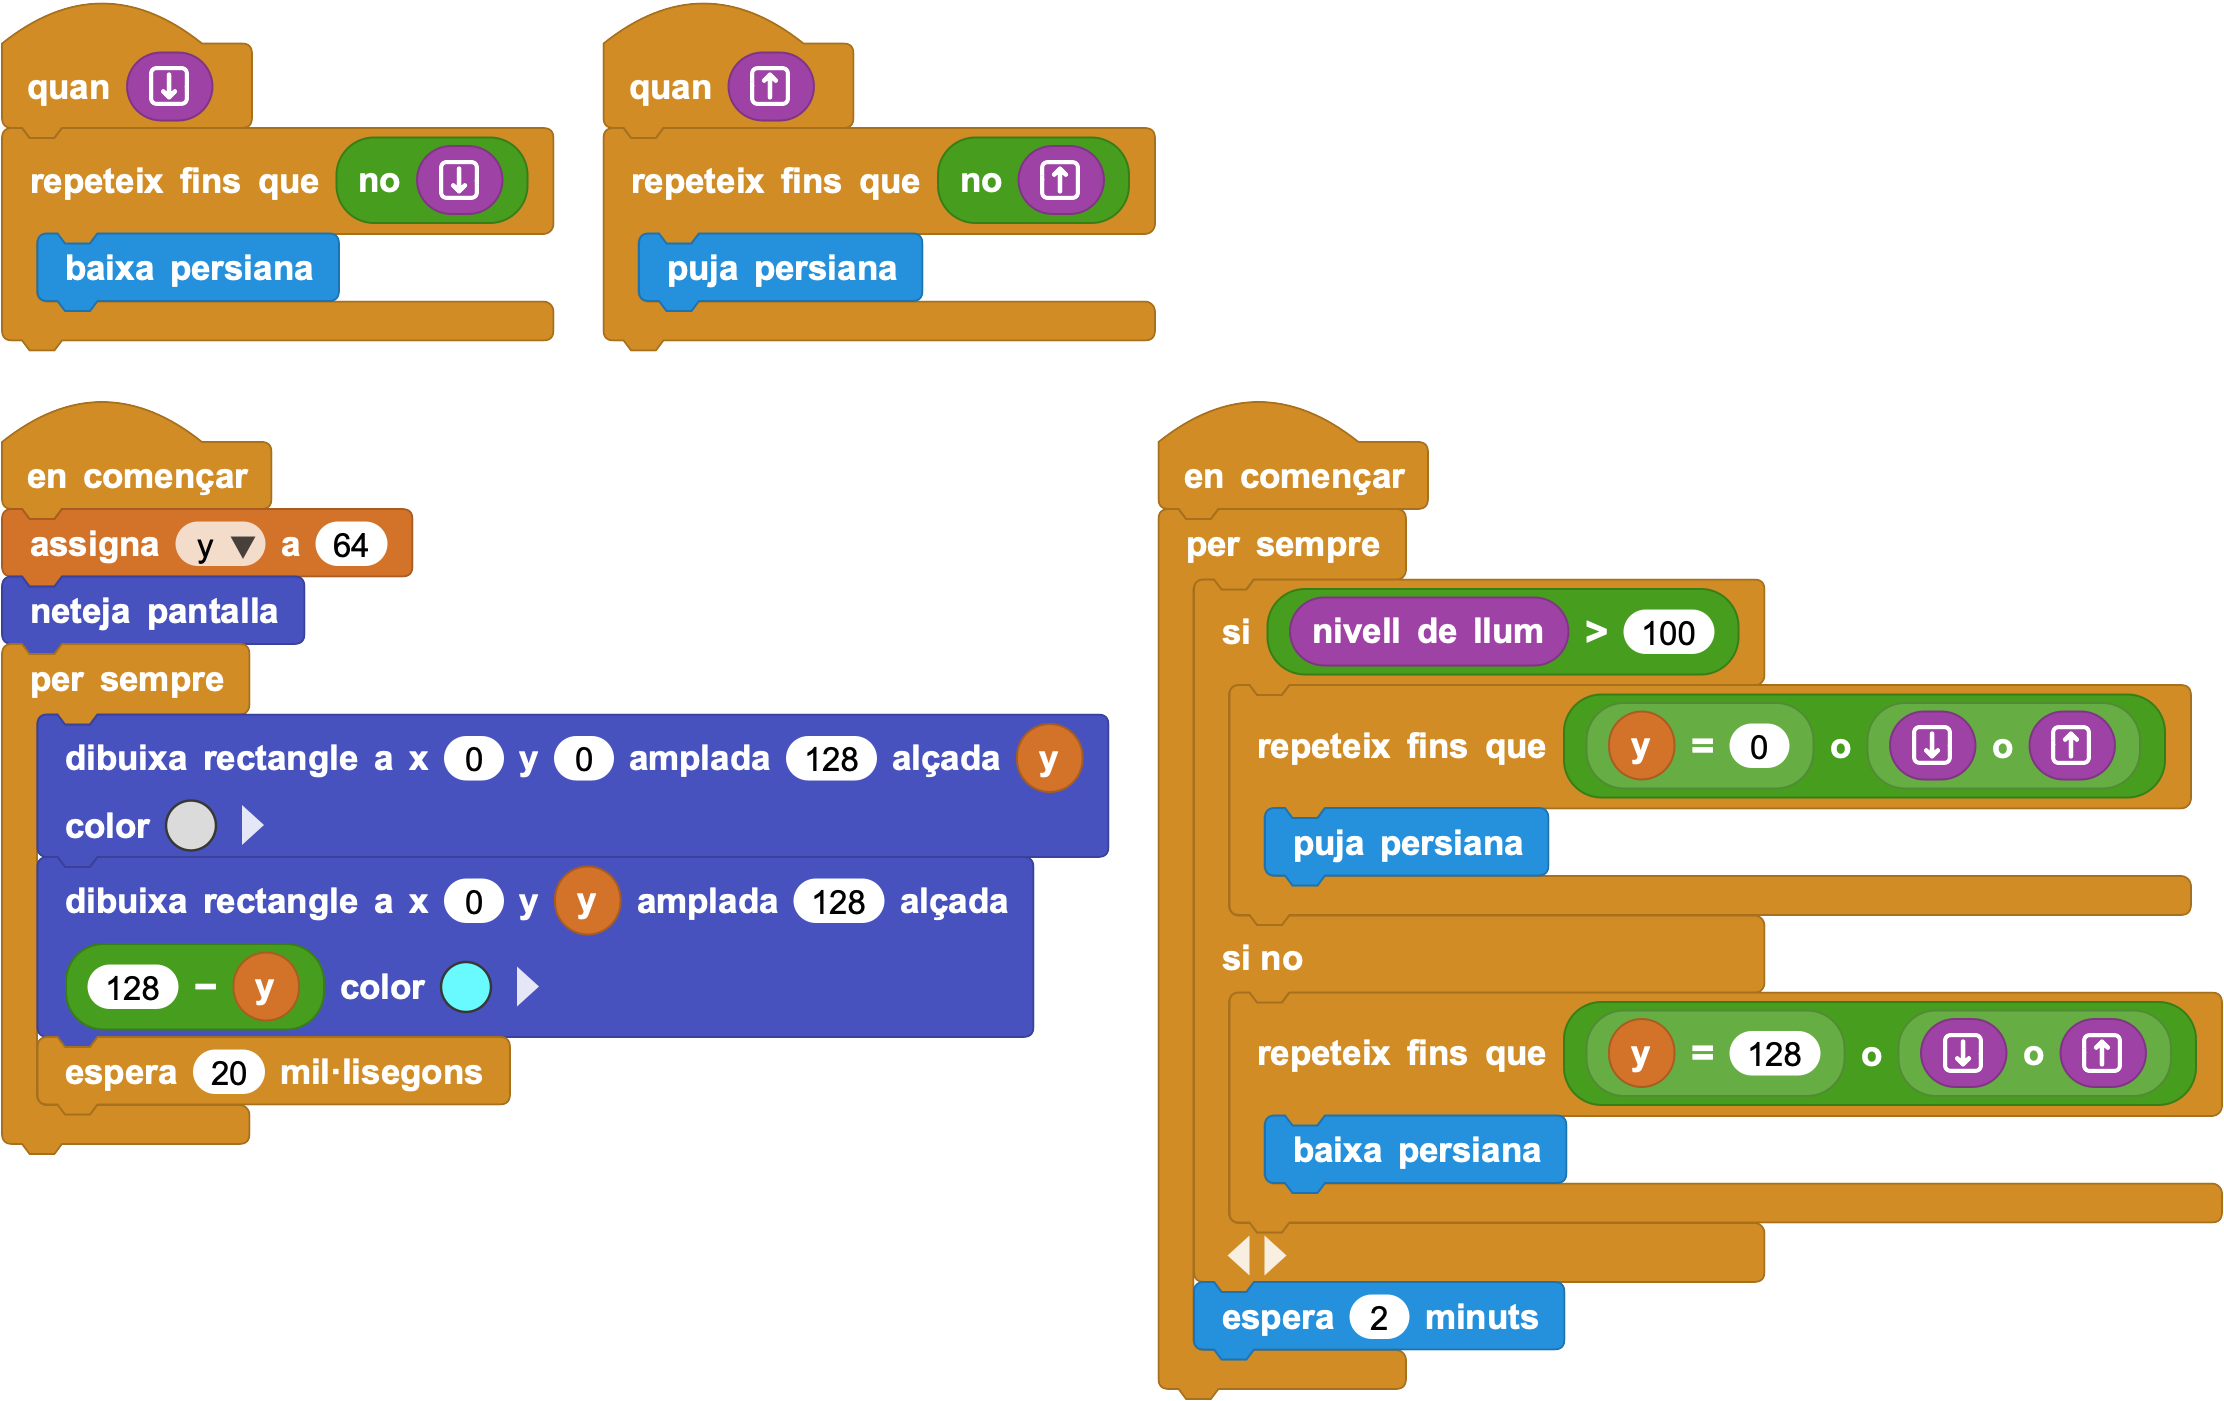 quan
repeteix fins que no
baixa persiana
quan
repeteix fins que no
puja persiana
en començar
assigna y a 64
neteja pantalla
per sempre
dibuixa rectangle a x 0 y 0 amplada 128 alçada y
color
dibuixa rectangle a x 0 y y amplada 128 alçada
128 − y color
espera 20 mil·lisegons
en començar
per sempre
si nivell de llum > 100
repeteix fins que y = 0 o o
puja persiana
si no
repeteix fins que y = 128 o o
baixa persiana
espera 2 minuts